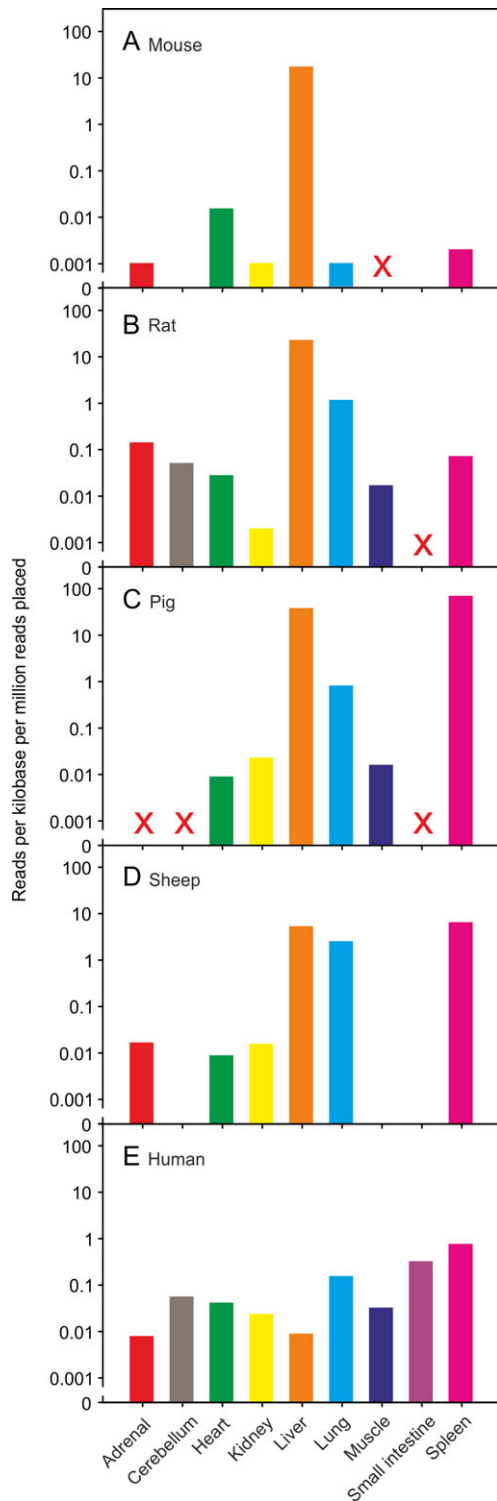 A Mouse
100
10
1
0.1
0.01
0.001
0
X
B Rat
100
10
1
0.1
0.01
0.001
0
X
C Pig
100
10
1
0.1
0.01
0.001
0
X X X
D Sheep
100
10
1
0.1
0.01
0.001
0
E Human
100
10
1
0.1
0.01
0.001
0
Reads per kilobase per million reads placed
Adrenal
Cerebellum
Heart
Kidney
Liver
Lung
Muscle
Small intestine
Spleen